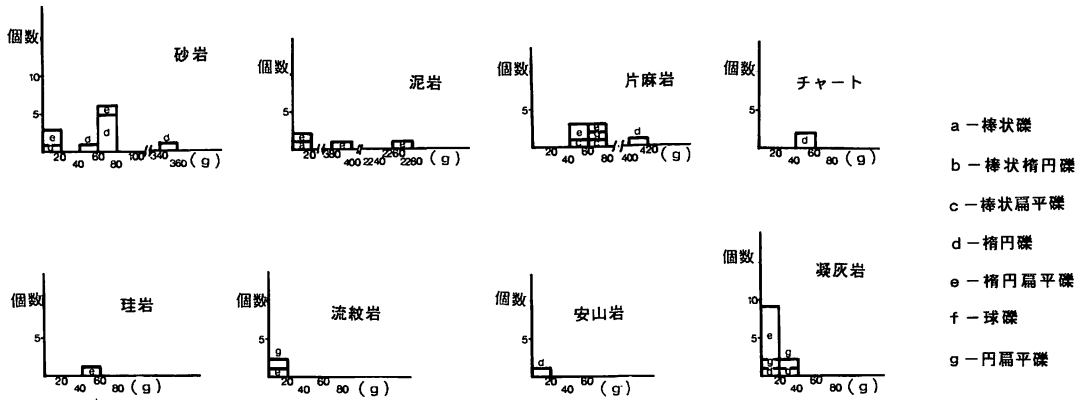 個数
砂岩
10
5
e
d
d
e
d
d
20 60 100 340
40 80 360 (g)
個数
泥岩
5
e
20 380 2240 2260
400 2280 (g)
個数
片麻岩
5
e
d
20 60 400
40 80 420 (g)
個数
チャート
5
d
20 60
40 80 (g)
a－棒状礫
b－棒状楕円礫
c－棒状扁平礫
d－楕円礫
e－楕円扁平礫
f－球礫
g－円扁平礫
個数
珪岩
5
e
20 60
40 80 (g)
個数
流紋岩
5
g
20 60
40 80 (g)
個数
安山岩
5
d
20 60
40 80 (g)
個数
凝灰岩
10
5
e
g
g
20 60
40 80 (g)